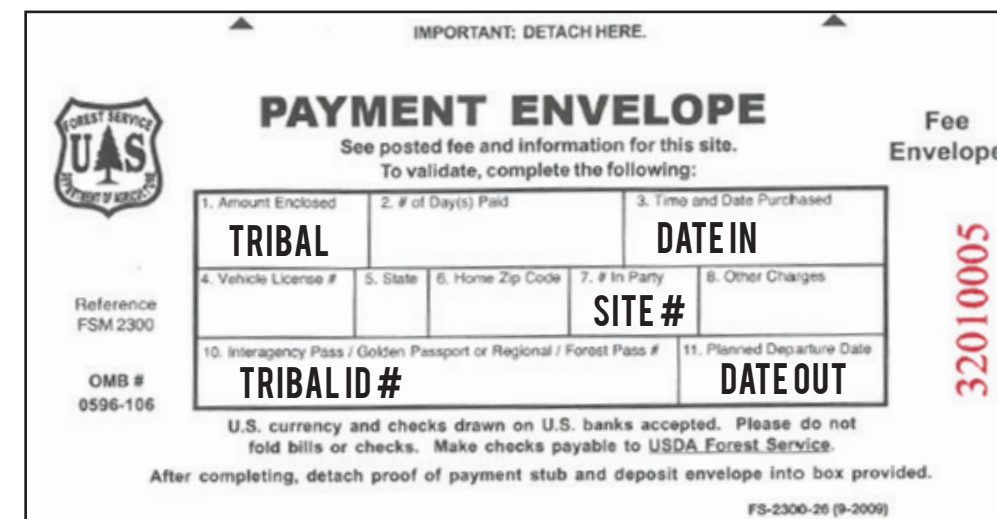 IMPORTANT: DETACH HERE.
FOREST SERVICE
U S
DEPARTMENT OF AGRICULTURE
PAYMENT ENVELOPE
See posted fee and information for this site.
To validate, complete the following:
Fee
Envelope
1. Amount Enclosed
TRIBAL
2. # of Day(s) Paid
3. Time and Date Purchased
DATE IN
4. Vehicle License #
5. State
6. Home Zip Code
7. # In Party
SITE #
8. Other Charges
10. Interagency Pass / Golden Passport or Regional / Forest Pass #
TRIBAL ID #
11. Planned Departure Date
DATE OUT
Reference
FSM 2300
OMB #
0596-106
32010005
U.S. currency and checks drawn on U.S. banks accepted. Please do not
fold bills or checks. Make checks payable to USDA Forest Service.
After completing, detach proof of payment stub and deposit envelope into box provided.
FS-2300-26 (9-2009)